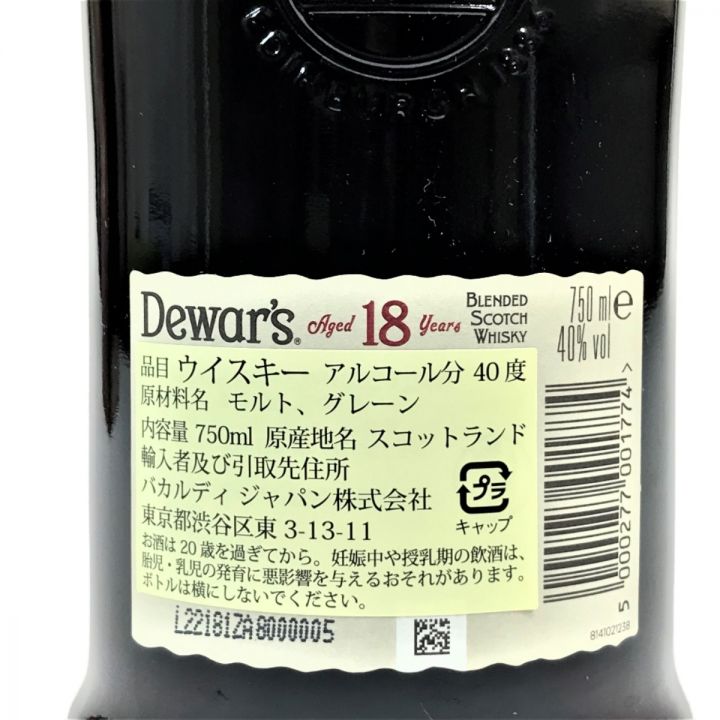 Dewar's® Aged 18 Years BLENDED SCOTCH WHISKY
750 ml e
40% vol
品目 ウイスキー アルコール分 40 度
原材料名 モルト、グレーン
内容量 750ml 原産地名 スコットランド
輸入者及び引取先住所
バカルディ ジャパン株式会社
東京都渋谷区東 3-13-11
プラ
キャップ
お酒は 20 歳を過ぎてから。妊娠中や授乳期の飲酒は、
胎児・乳児の発育に悪影響を与えるおそれがあります。
ボトルは横にしないでください。
L22181ZA8000005
5 000277 001774 >
8141021238